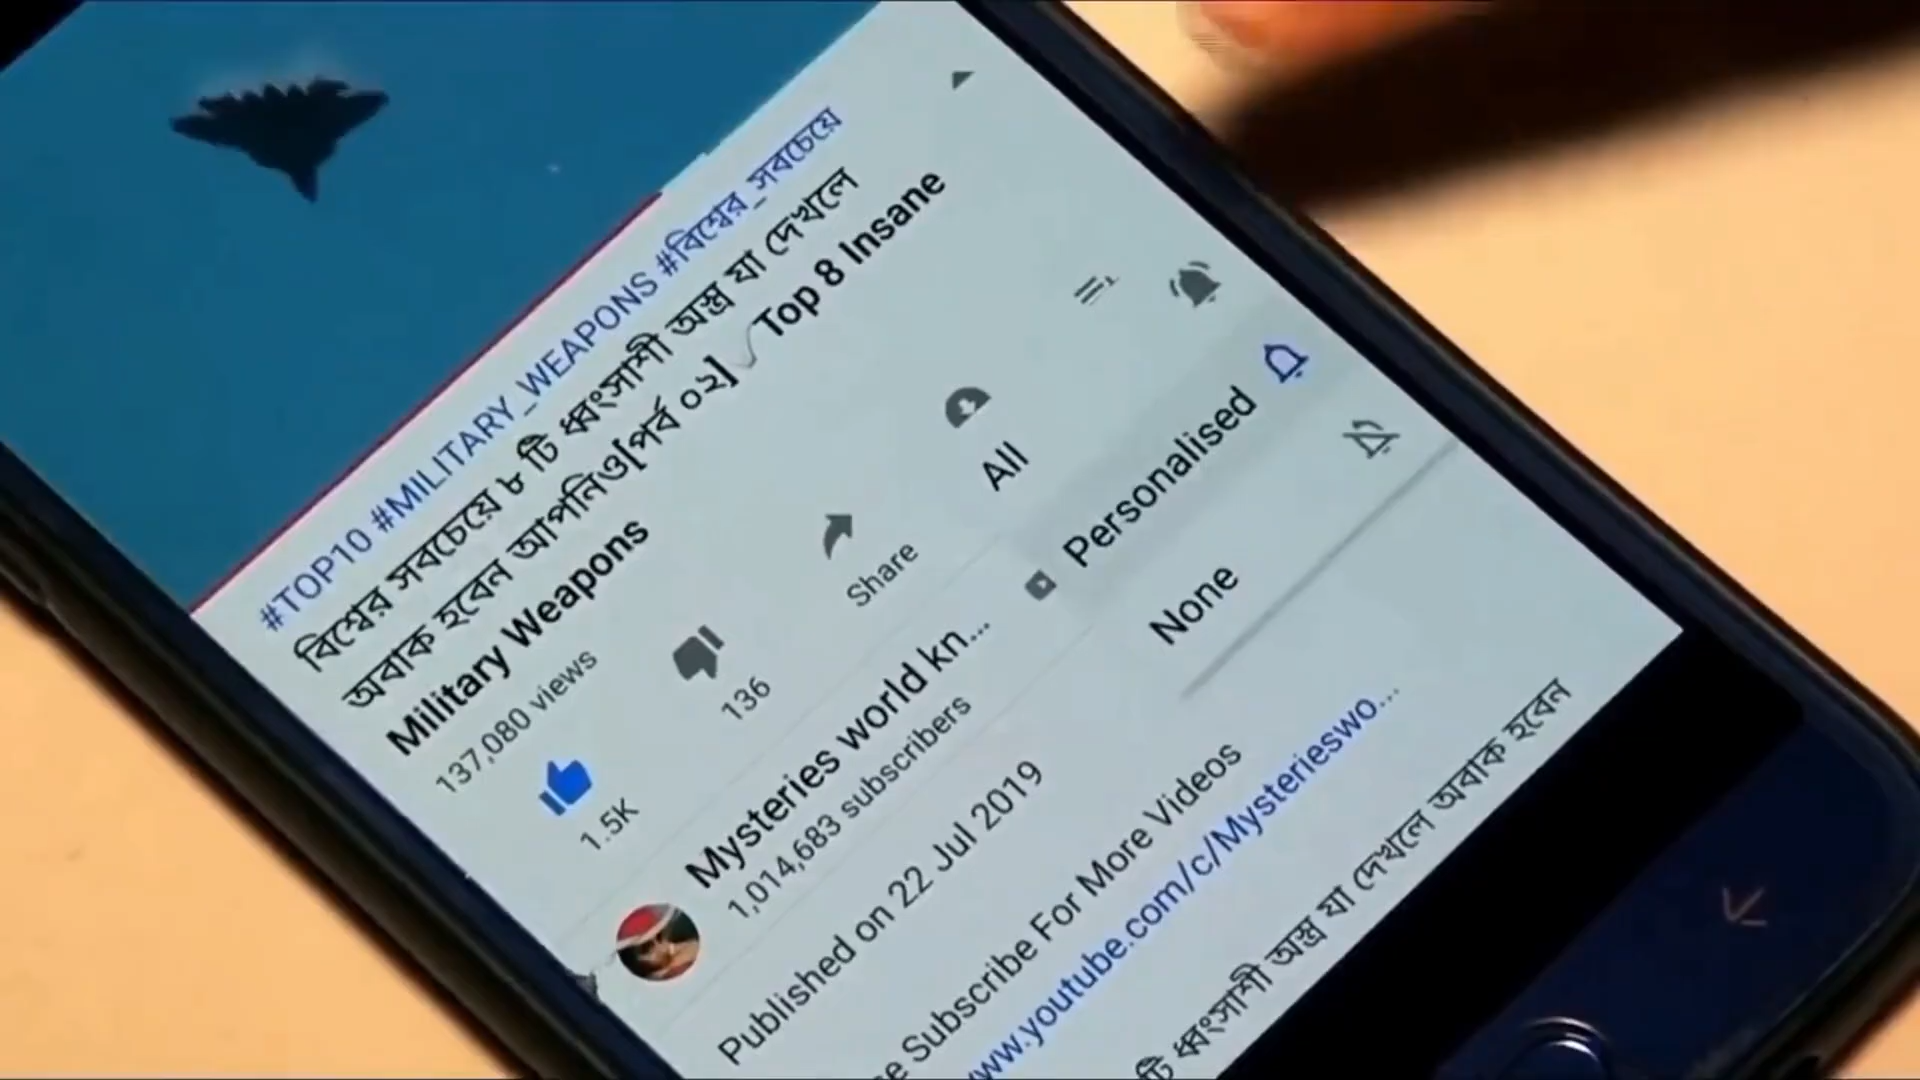 #TOP10 #MILITARY_WEAPONS #বিশ্বের_সবচেয়ে
বিশ্বের সবচেয়ে ৮ টি ধ্বংসাশী অস্ত্র যা দেখলে
অবাক হবেন আপনিও[পর্ব ০২] Top 8 Insane
Military Weapons
137,080 views
1.5K
136
Share
All
Personalised
None
Mysteries world kn...
1,014,683 subscribers
Published on 22 Jul 2019
Subscribe For More Videos
www.youtube.com/c/Mysterieswo...
টি ধ্বংসাশী অস্ত্র যা দেখলে অবাক হবেন